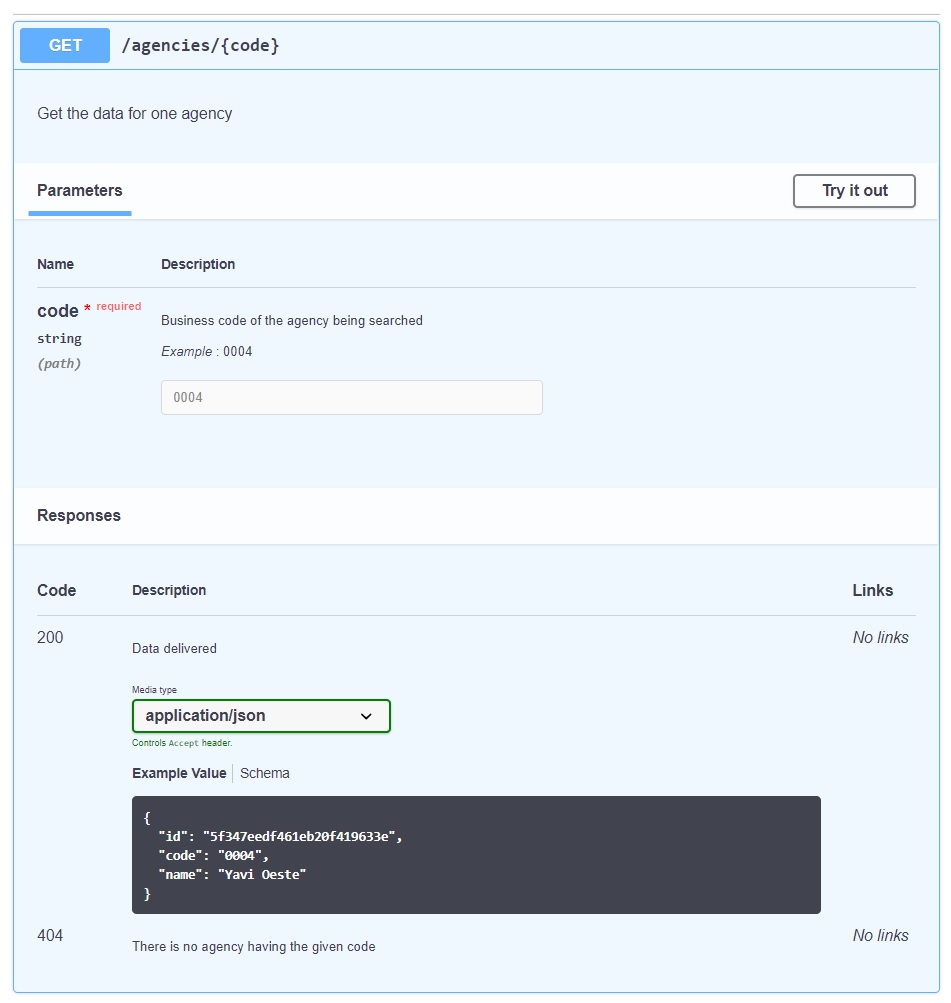 GET /agencies/{code}
Get the data for one agency
Parameters
Try it out
Name Description
code * required
string
(path)
Business code of the agency being searched
Example : 0004
0004
Responses
Code Description Links
200
Data delivered
No links
Media type
application/json
Controls Accept header.
Example Value Schema
{
  "id": "5f347eedf461eb20f419633e",
  "code": "0004",
  "name": "Yavi Oeste"
}
404
There is no agency having the given code
No links